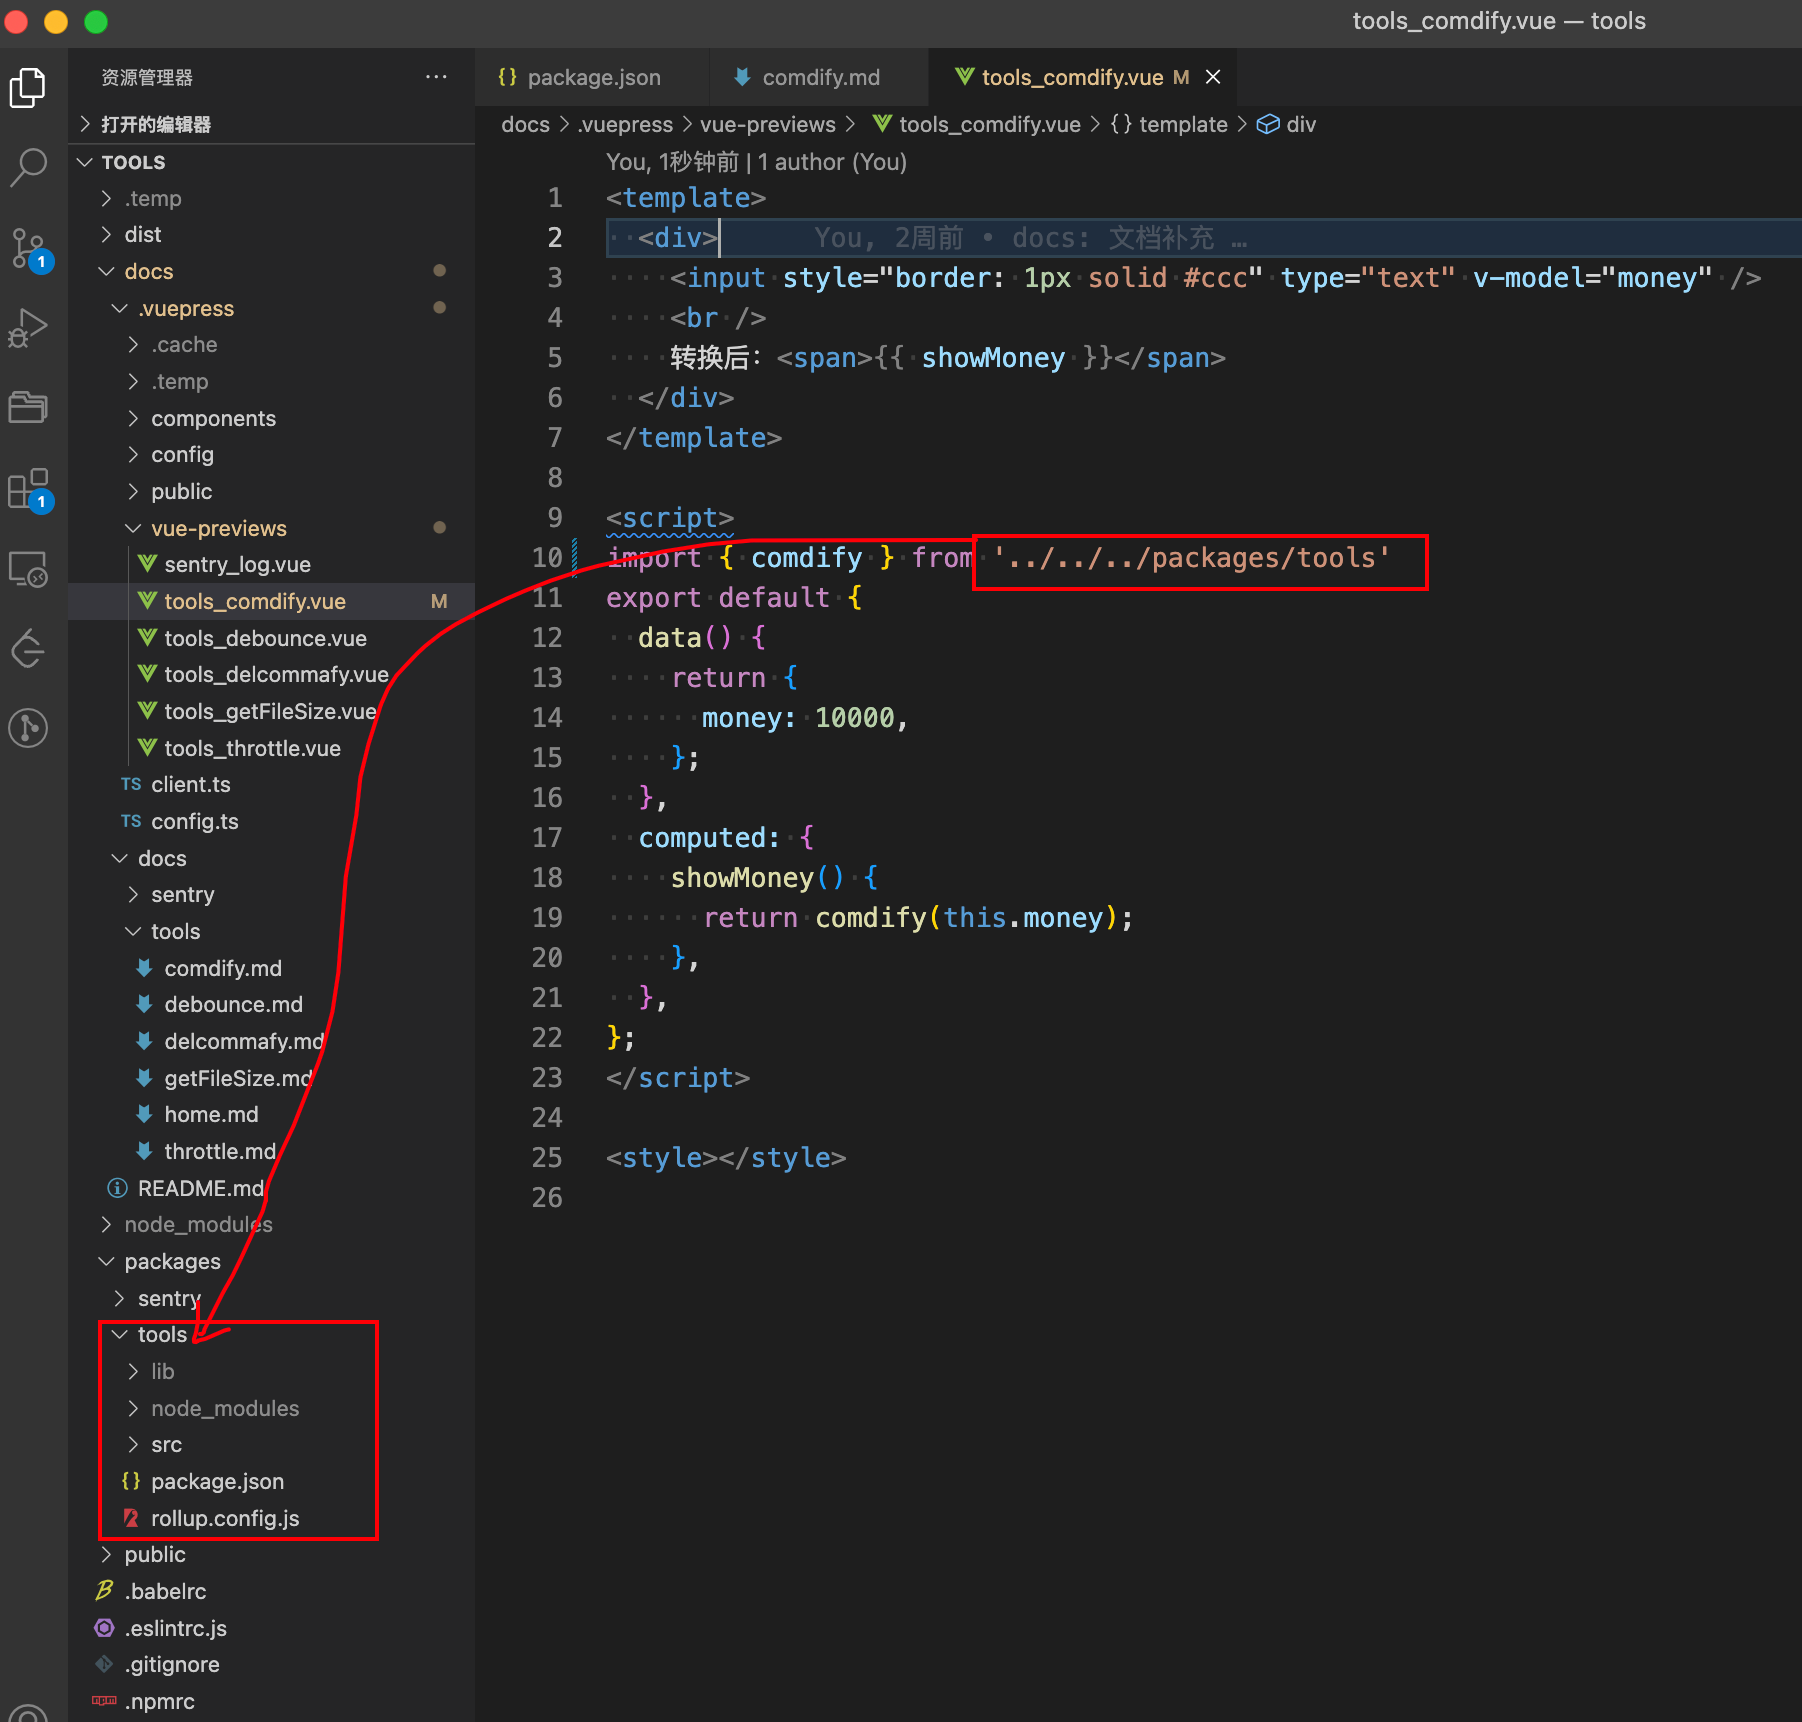 tools_comdify.vue — tools
资源管理器
打开的编辑器
TOOLS
.temp
dist
docs
.vuepress
.cache
.temp
components
config
public
vue-previews
sentry_log.vue
tools_comdify.vue M
tools_debounce.vue
tools_delcommafy.vue
tools_getFileSize.vue
tools_throttle.vue
TS client.ts
TS config.ts
docs
sentry
tools
comdify.md
debounce.md
delcommafy.md
getFileSize.md
home.md
throttle.md
README.md
node_modules
packages
sentry
tools
lib
node_modules
src
{} package.json
rollup.config.js
public
.babelrc
.eslintrc.js
.gitignore
.npmrc
1
1
{} package.json
comdify.md
tools_comdify.vue M
docs > .vuepress > vue-previews > tools_comdify.vue > {} template > div
You, 1秒钟前 | 1 author (You)
1 <template>
2 <div> You, 2周前 • docs: 文档补充 …
3 <input style="border: 1px solid #ccc" type="text" v-model="money" />
4 <br />
5 转换后：<span>{{ showMoney }}</span>
6 </div>
7 </template>
8
9 <script>
10 import { comdify } from '../../../packages/tools'
11 export default {
12 data() {
13 return {
14 money: 10000,
15 };
16 },
17 computed: {
18 showMoney() {
19 return comdify(this.money);
20 },
21 },
22 };
23 </script>
24
25 <style></style>
26